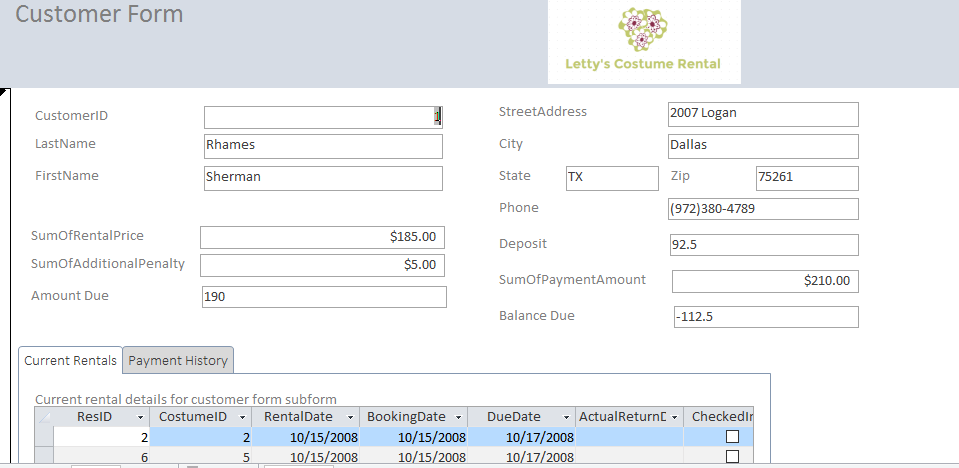 Customer Form
Letty's Costume Rental
CustomerID 1
LastName Rhames
FirstName Sherman
SumOfRentalPrice $185.00
SumOfAdditionalPenalty $5.00
Amount Due 190
StreetAddress 2007 Logan
City Dallas
State TX Zip 75261
Phone (972)380-4789
Deposit 92.5
SumOfPaymentAmount $210.00
Balance Due -112.5
Current Rentals Payment History
Current rental details for customer form subform
ResID CostumeID RentalDate BookingDate DueDate ActualReturnD CheckedIn
2 2 10/15/2008 10/15/2008 10/17/2008
6 5 10/15/2008 10/15/2008 10/17/2008